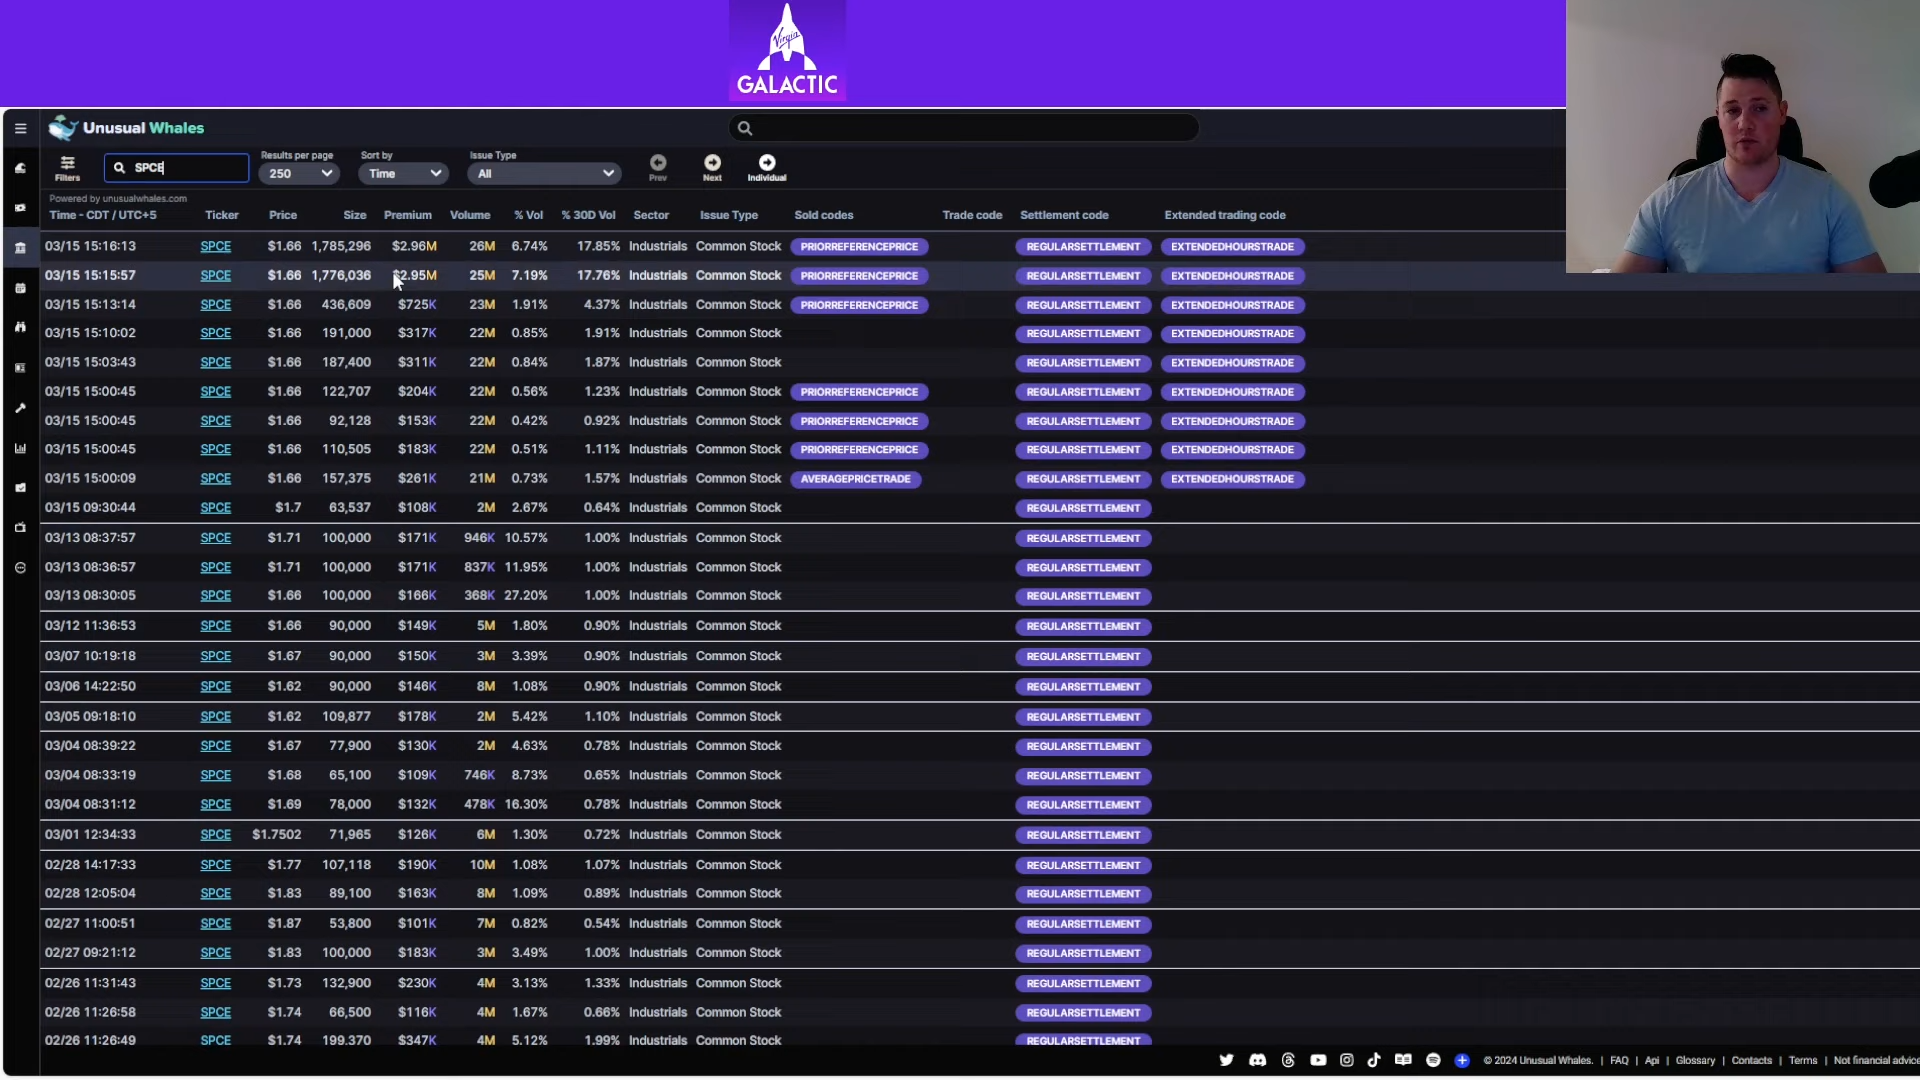 Virgin
GALACTIC
Unusual Whales
Filters
SPCE
Results per page
250
Sort by
Time
Issue Type
All
Prev
Next
Individual
Powered by unusualwhales.com
Time - CDT / UTC+5 Ticker Price Size Premium Volume % Vol % 30D Vol Sector Issue Type Sold codes Trade code Settlement code Extended trading code
03/15 15:16:13 SPCE $1.66 1,785,296 $2.96M 26M 6.74% 17.85% Industrials Common Stock PRIORREFERENCEPRICE REGULARSETTLEMENT EXTENDEDHOURSTRADE
03/15 15:15:57 SPCE $1.66 1,776,036 $2.95M 25M 7.19% 17.76% Industrials Common Stock PRIORREFERENCEPRICE REGULARSETTLEMENT EXTENDEDHOURSTRADE
03/15 15:13:14 SPCE $1.66 436,609 $725K 23M 1.91% 4.37% Industrials Common Stock PRIORREFERENCEPRICE REGULARSETTLEMENT EXTENDEDHOURSTRADE
03/15 15:10:02 SPCE $1.66 191,000 $317K 22M 0.85% 1.91% Industrials Common Stock REGULARSETTLEMENT EXTENDEDHOURSTRADE
03/15 15:03:43 SPCE $1.66 187,400 $311K 22M 0.84% 1.87% Industrials Common Stock REGULARSETTLEMENT EXTENDEDHOURSTRADE
03/15 15:00:45 SPCE $1.66 122,707 $204K 22M 0.56% 1.23% Industrials Common Stock PRIORREFERENCEPRICE REGULARSETTLEMENT EXTENDEDHOURSTRADE
03/15 15:00:45 SPCE $1.66 92,128 $153K 22M 0.42% 0.92% Industrials Common Stock PRIORREFERENCEPRICE REGULARSETTLEMENT EXTENDEDHOURSTRADE
03/15 15:00:45 SPCE $1.66 110,505 $183K 22M 0.51% 1.11% Industrials Common Stock PRIORREFERENCEPRICE REGULARSETTLEMENT EXTENDEDHOURSTRADE
03/15 15:00:09 SPCE $1.66 157,375 $261K 21M 0.73% 1.57% Industrials Common Stock AVERAGEPRICETRADE REGULARSETTLEMENT EXTENDEDHOURSTRADE
03/15 09:30:44 SPCE $1.7 63,537 $108K 2M 2.67% 0.64% Industrials Common Stock REGULARSETTLEMENT
03/13 08:37:57 SPCE $1.71 100,000 $171K 946K 10.57% 1.00% Industrials Common Stock REGULARSETTLEMENT
03/13 08:36:57 SPCE $1.71 100,000 $171K 837K 11.95% 1.00% Industrials Common Stock REGULARSETTLEMENT
03/13 08:30:05 SPCE $1.66 100,000 $166K 368K 27.20% 1.00% Industrials Common Stock REGULARSETTLEMENT
03/12 11:36:53 SPCE $1.66 90,000 $149K 5M 1.80% 0.90% Industrials Common Stock REGULARSETTLEMENT
03/07 10:19:18 SPCE $1.67 90,000 $150K 3M 3.39% 0.90% Industrials Common Stock REGULARSETTLEMENT
03/06 14:22:50 SPCE $1.62 90,000 $146K 8M 1.08% 0.90% Industrials Common Stock REGULARSETTLEMENT
03/05 09:18:10 SPCE $1.62 109,877 $178K 2M 5.42% 1.10% Industrials Common Stock REGULARSETTLEMENT
03/04 08:39:22 SPCE $1.67 77,900 $130K 2M 4.63% 0.78% Industrials Common Stock REGULARSETTLEMENT
03/04 08:33:19 SPCE $1.68 65,100 $109K 746K 8.73% 0.65% Industrials Common Stock REGULARSETTLEMENT
03/04 08:31:12 SPCE $1.69 78,000 $132K 478K 16.30% 0.78% Industrials Common Stock REGULARSETTLEMENT
03/01 12:34:33 SPCE $1.7502 71,965 $126K 6M 1.30% 0.72% Industrials Common Stock REGULARSETTLEMENT
02/28 14:17:33 SPCE $1.77 107,118 $190K 10M 1.08% 1.07% Industrials Common Stock REGULARSETTLEMENT
02/28 12:05:04 SPCE $1.83 89,100 $163K 8M 1.09% 0.89% Industrials Common Stock REGULARSETTLEMENT
02/27 11:00:51 SPCE $1.87 53,800 $101K 7M 0.82% 0.54% Industrials Common Stock REGULARSETTLEMENT
02/27 09:21:12 SPCE $1.83 100,000 $183K 3M 3.49% 1.00% Industrials Common Stock REGULARSETTLEMENT
02/26 11:31:43 SPCE $1.73 132,900 $230K 4M 3.13% 1.33% Industrials Common Stock REGULARSETTLEMENT
02/26 11:26:58 SPCE $1.74 66,500 $116K 4M 1.67% 0.66% Industrials Common Stock REGULARSETTLEMENT
02/26 11:26:49 SPCE $1.74 199,370 $347K 4M 5.12% 1.99% Industrials Common Stock REGULARSETTLEMENT
© 2024 Unusual Whales. | FAQ | Api | Glossary | Contacts | Terms | Not financial advice